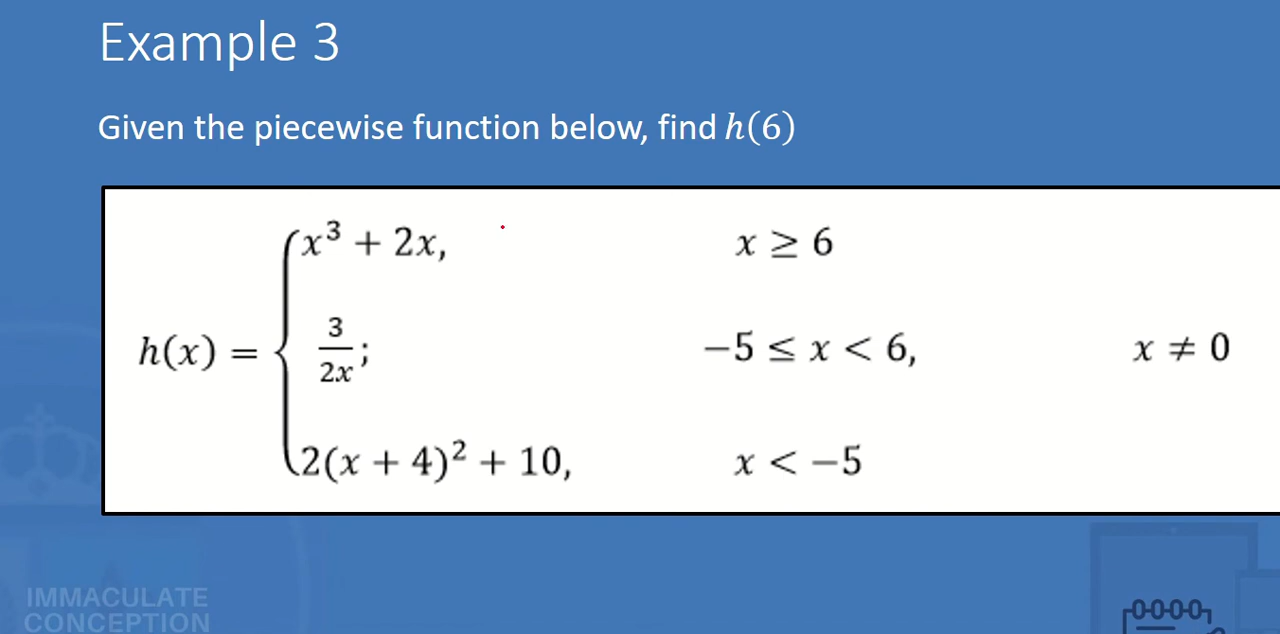 Example 3
Given the piecewise function below, find h(6)
x³ + 2x, x ≥ 6
h(x) = { 3/2x; −5 ≤ x < 6, x ≠ 0
2(x + 4)² + 10, x < −5
IMMACULATE
CONCEPTION